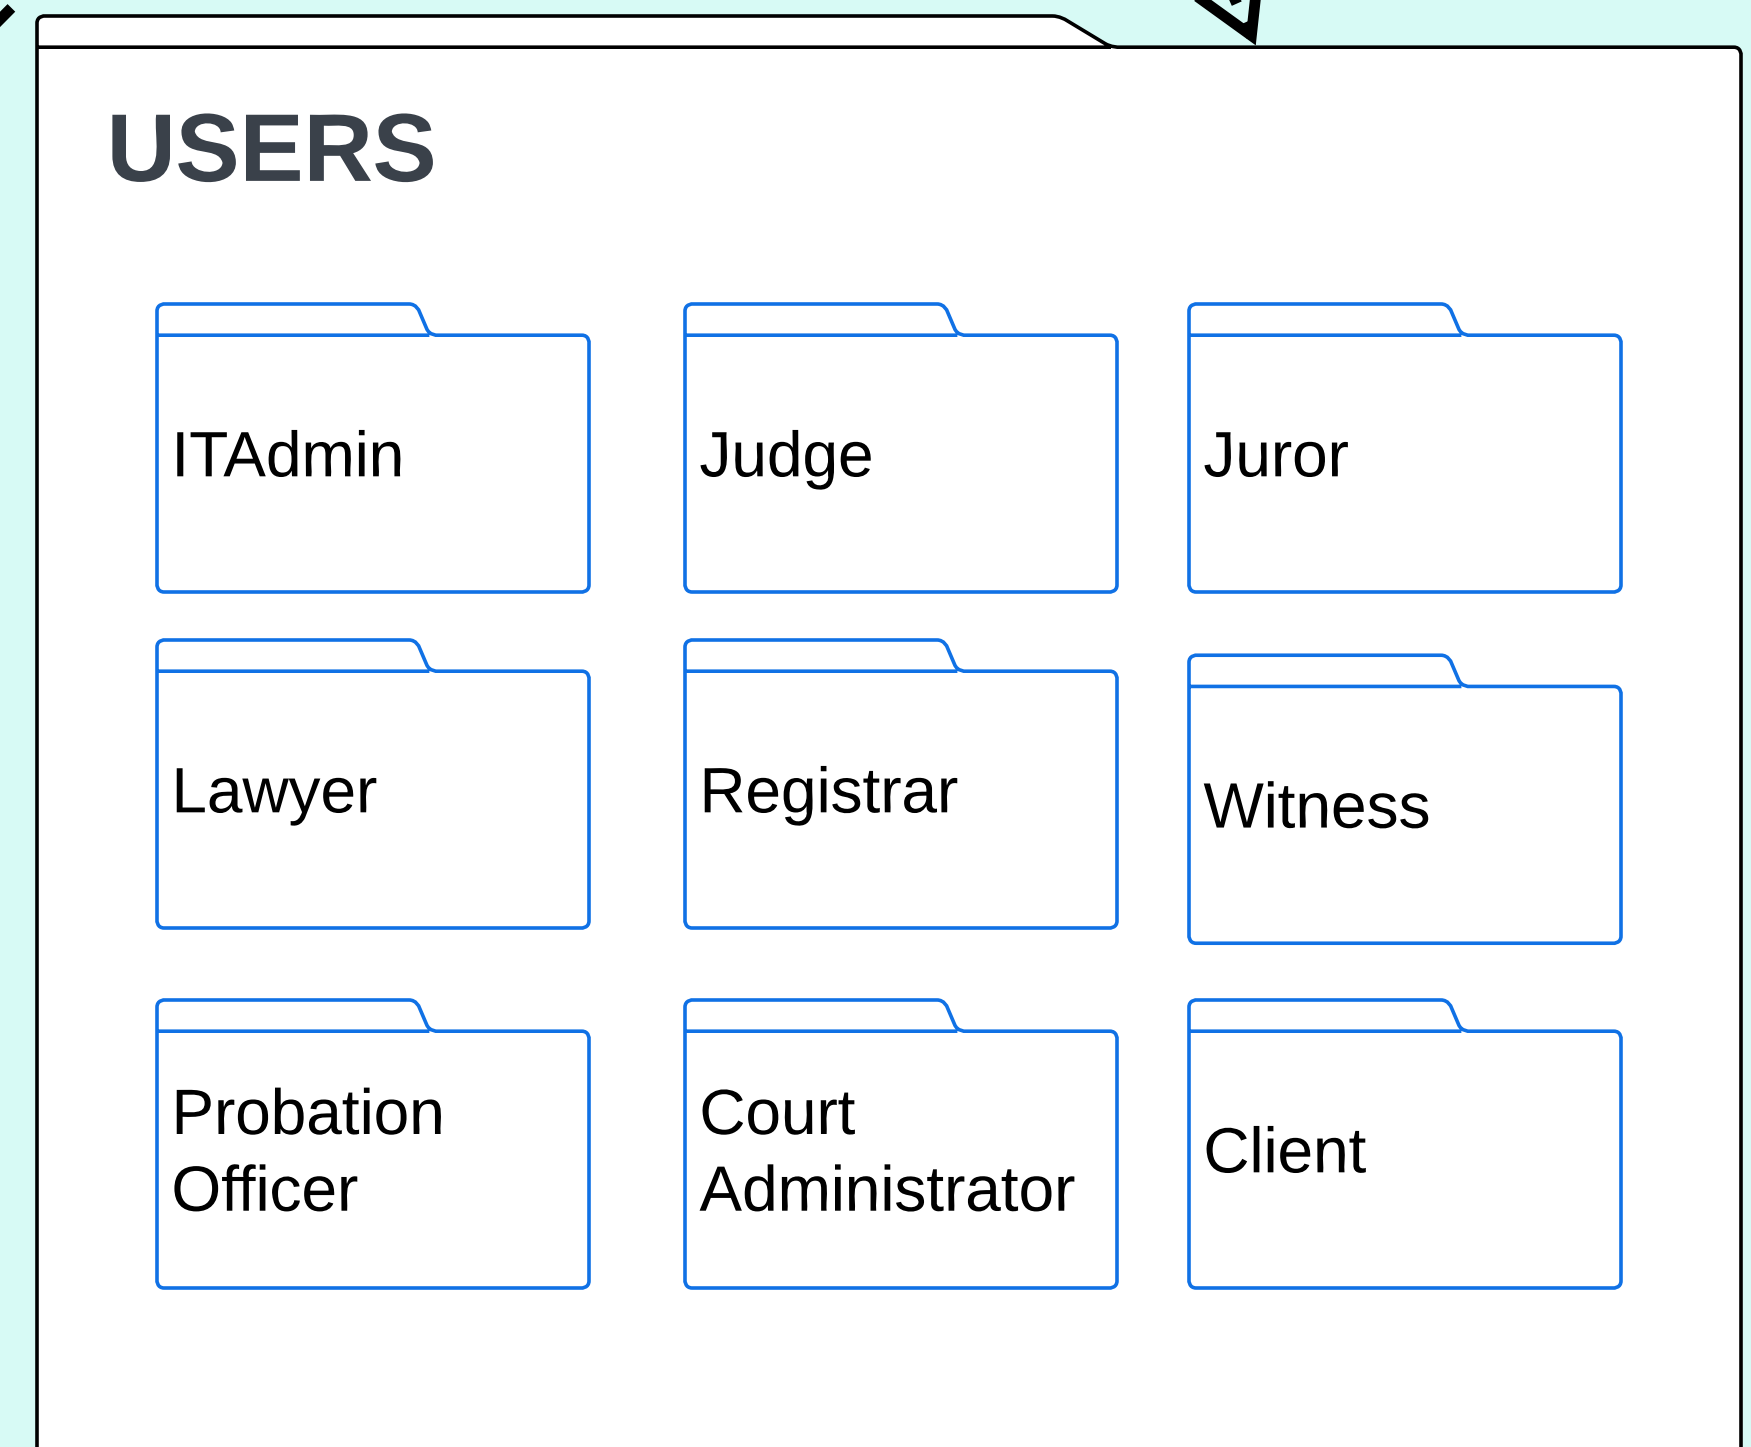 USERS
ITAdmin
Judge
Juror
Lawyer
Registrar
Witness
Probation
Officer
Court
Administrator
Client